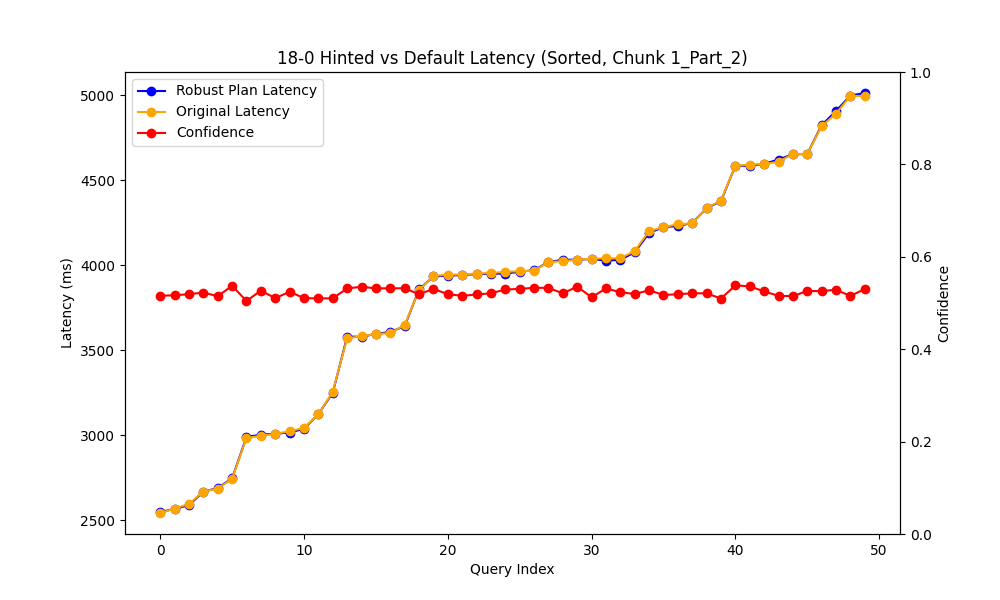 18-0 Hinted vs Default Latency (Sorted, Chunk 1_Part_2)
Robust Plan Latency
Original Latency
Confidence
5000
4500
4000
3500
3000
2500
Latency (ms)
1.0
0.8
0.6
0.4
0.2
0.0
Confidence
0 10 20 30 40 50
Query Index